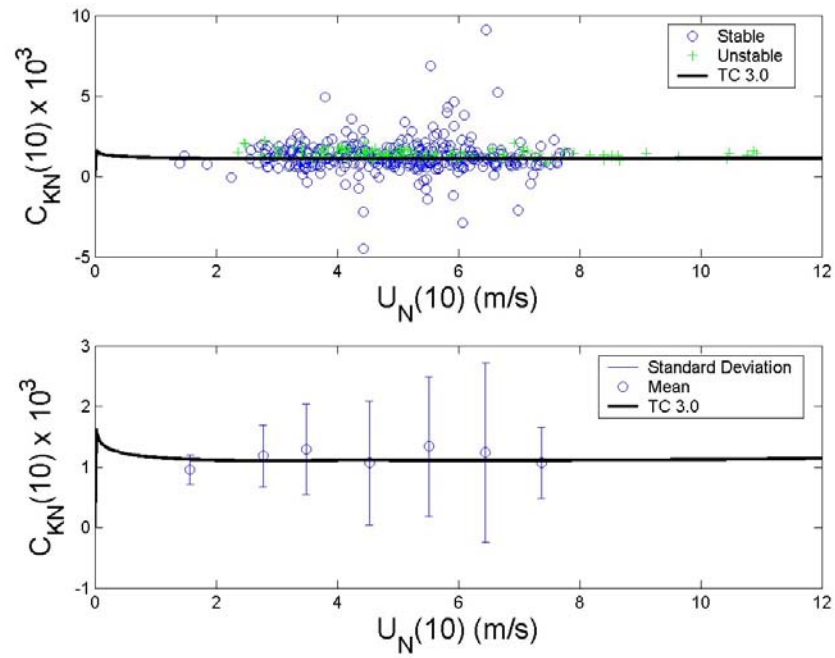 10
5
0
-5
C_KN(10) x 10^3
Stable
Unstable
TC 3.0
0 2 4 6 8 10 12
U_N(10) (m/s)
3
2
1
0
-1
C_KN(10) x 10^3
Standard Deviation
Mean
TC 3.0
0 2 4 6 8 10 12
U_N(10) (m/s)